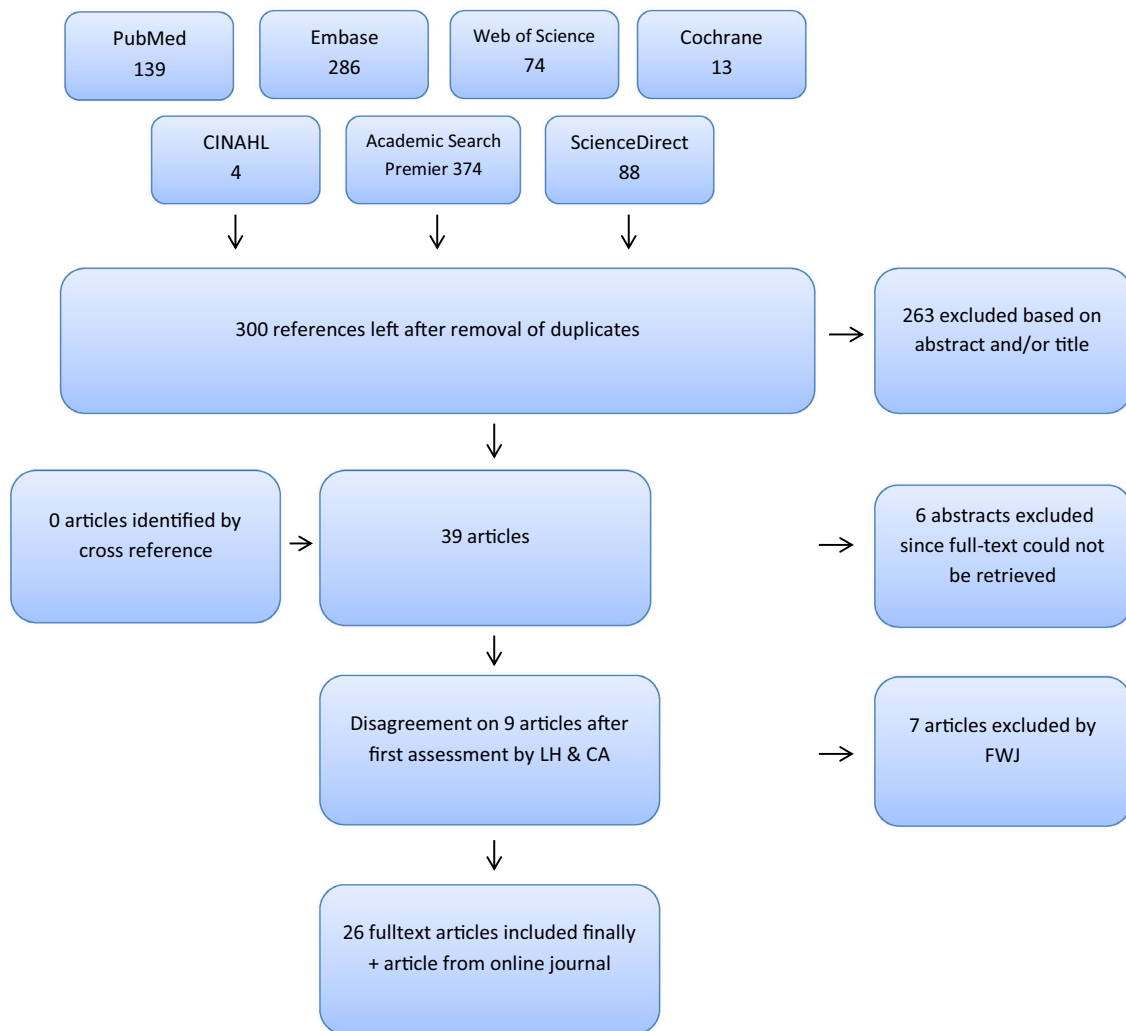 PubMed
139
Embase
286
Web of Science
74
Cochrane
13
CINAHL
4
Academic Search
Premier 374
ScienceDirect
88
300 references left after removal of duplicates
263 excluded based on
abstract and/or title
0 articles identified by
cross reference
39 articles
6 abstracts excluded
since full-text could not
be retrieved
Disagreement on 9 articles after
first assessment by LH & CA
7 articles excluded by
FWJ
26 fulltext articles included finally
+ article from online journal